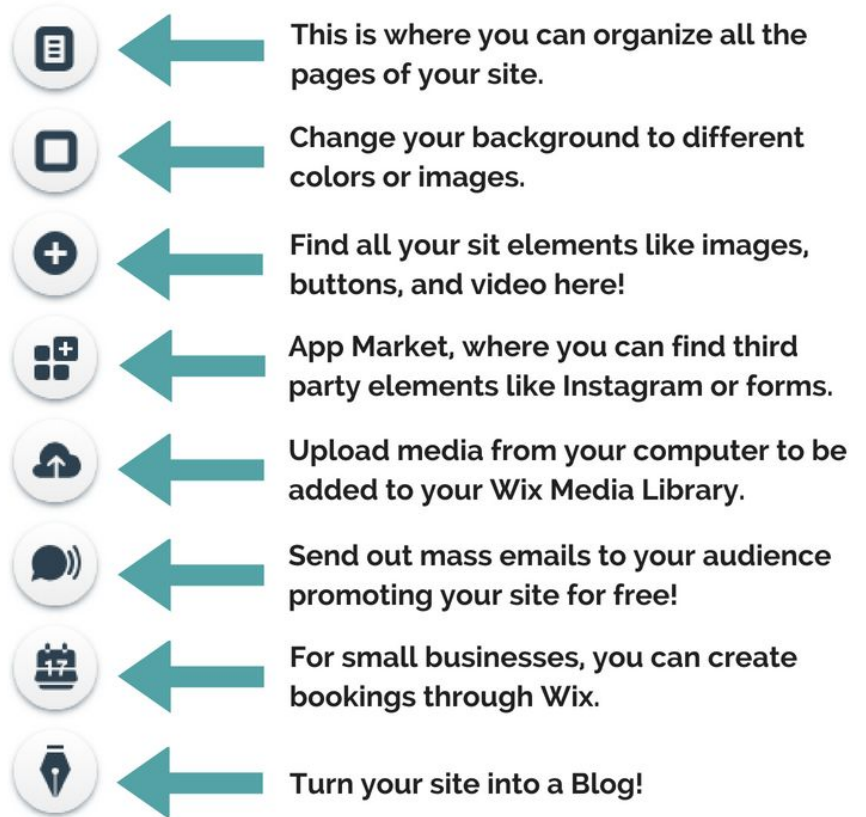 This is where you can organize all the
pages of your site.
Change your background to different
colors or images.
Find all your sit elements like images,
buttons, and video here!
App Market, where you can find third
party elements like Instagram or forms.
Upload media from your computer to be
added to your Wix Media Library.
Send out mass emails to your audience
promoting your site for free!
17
For small businesses, you can create
bookings through Wix.
Turn your site into a Blog!